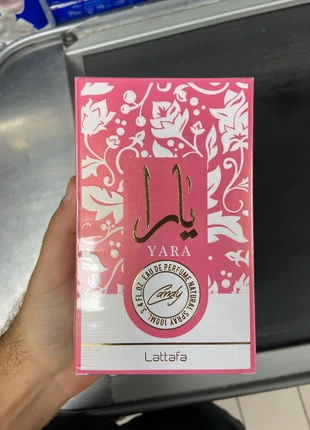 يارا
YARA
EAU DE PERFUME NATURAL SPRAY 100ML 3.4 FL.OZ.
Candy
Lattafa